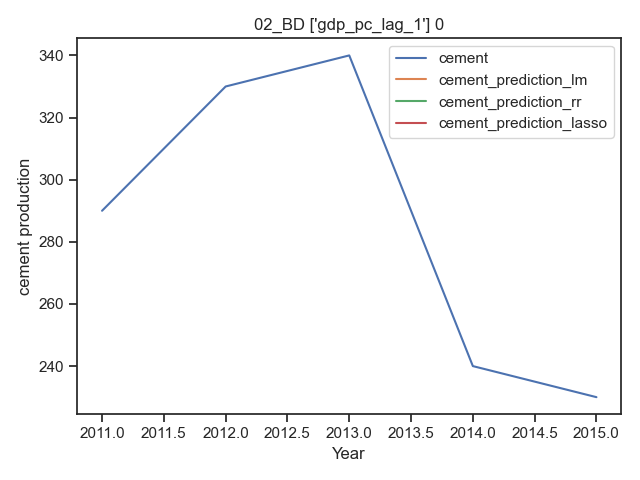 02_BD ['gdp_pc_lag_1'] 0
cement
cement_prediction_lm
cement_prediction_rr
cement_prediction_lasso
cement production
340
320
300
280
260
240
2011.0 2011.5 2012.0 2012.5 2013.0 2013.5 2014.0 2014.5 2015.0
Year